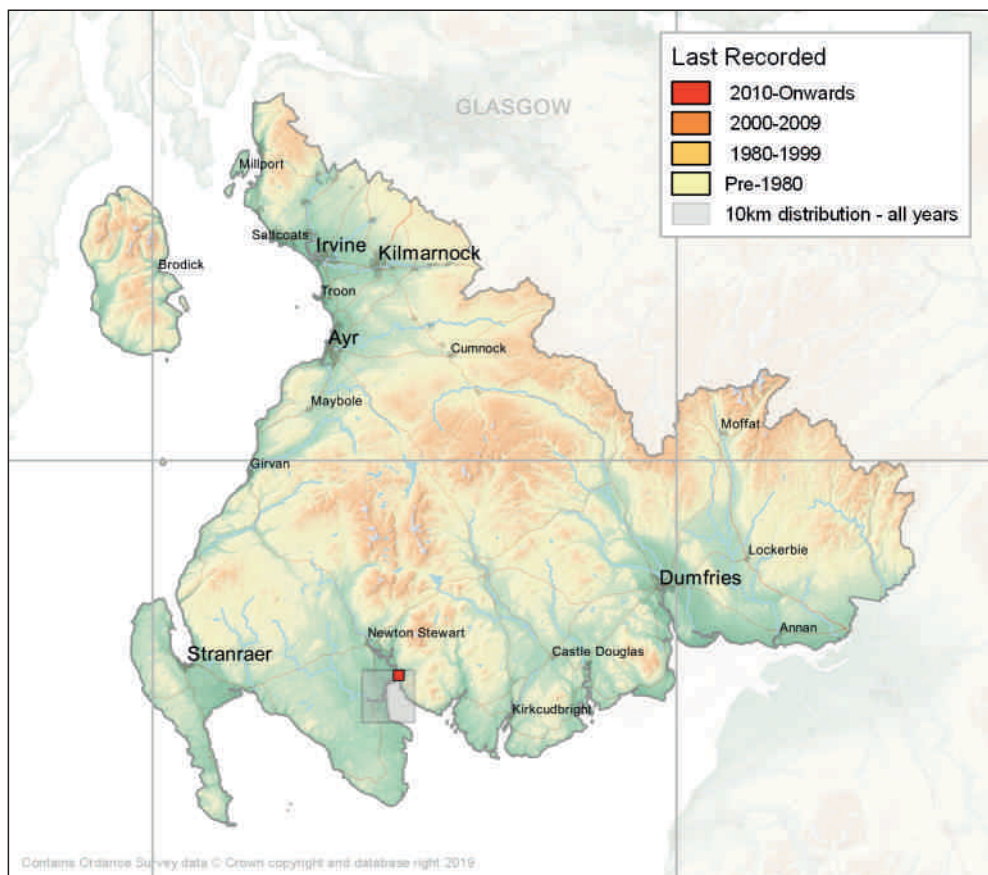 Last Recorded
2010-Onwards
2000-2009
1980-1999
Pre-1980
10km distribution - all years
GLASGOW
Millport
Saltcoats
Irvine
Kilmarnock
Brodick
Troon
Ayr
Cumnock
Maybole
Moffat
Girvan
Lockerbie
Dumfries
Annan
Newton Stewart
Castle Douglas
Stranraer
Kirkcudbright
Contains Ordance Survey data © Crown copyright and database right 2019